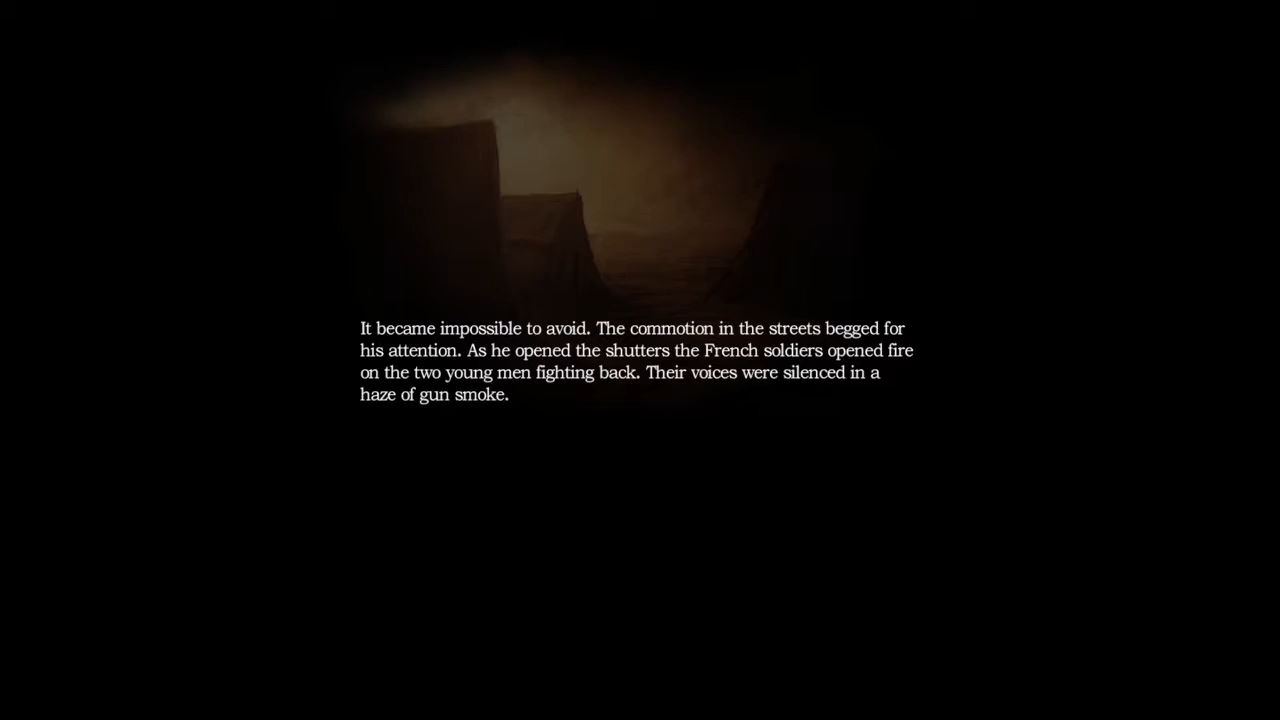 It became impossible to avoid. The commotion in the streets begged for
his attention. As he opened the shutters the French soldiers opened fire
on the two young men fighting back. Their voices were silenced in a
haze of gun smoke.